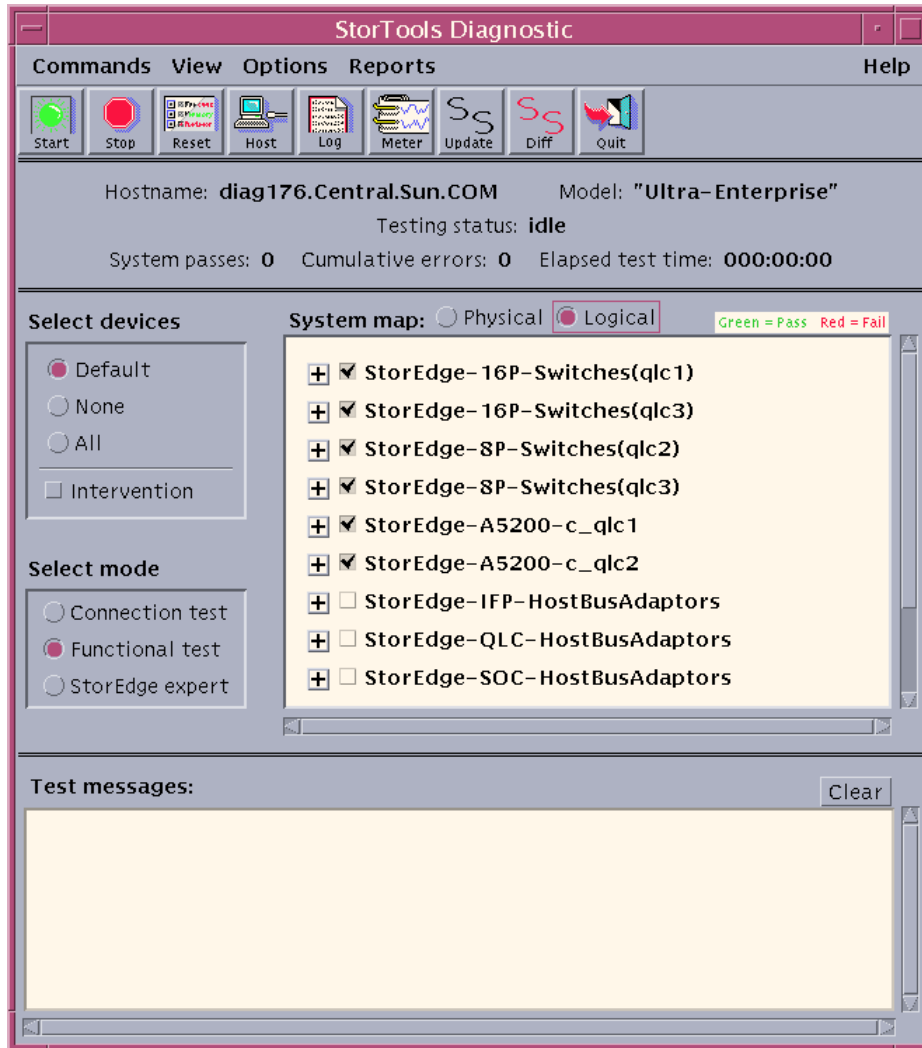 StorTools Diagnostic
Commands View Options Reports Help
Start Stop Reset Host Log Meter Update Diff Quit
Hostname: diag176.Central.Sun.COM Model: "Ultra-Enterprise"
Testing status: idle
System passes: 0 Cumulative errors: 0 Elapsed test time: 000:00:00
Select devices
Default
None
All
Intervention
Select mode
Connection test
Functional test
StorEdge expert
System map: Physical Logical Green = Pass Red = Fail
StorEdge-16P-Switches(qlc1)
StorEdge-16P-Switches(qlc3)
StorEdge-8P-Switches(qlc2)
StorEdge-8P-Switches(qlc3)
StorEdge-A5200-c_qlc1
StorEdge-A5200-c_qlc2
StorEdge-IFP-HostBusAdaptors
StorEdge-QLC-HostBusAdaptors
StorEdge-SOC-HostBusAdaptors
Test messages: Clear